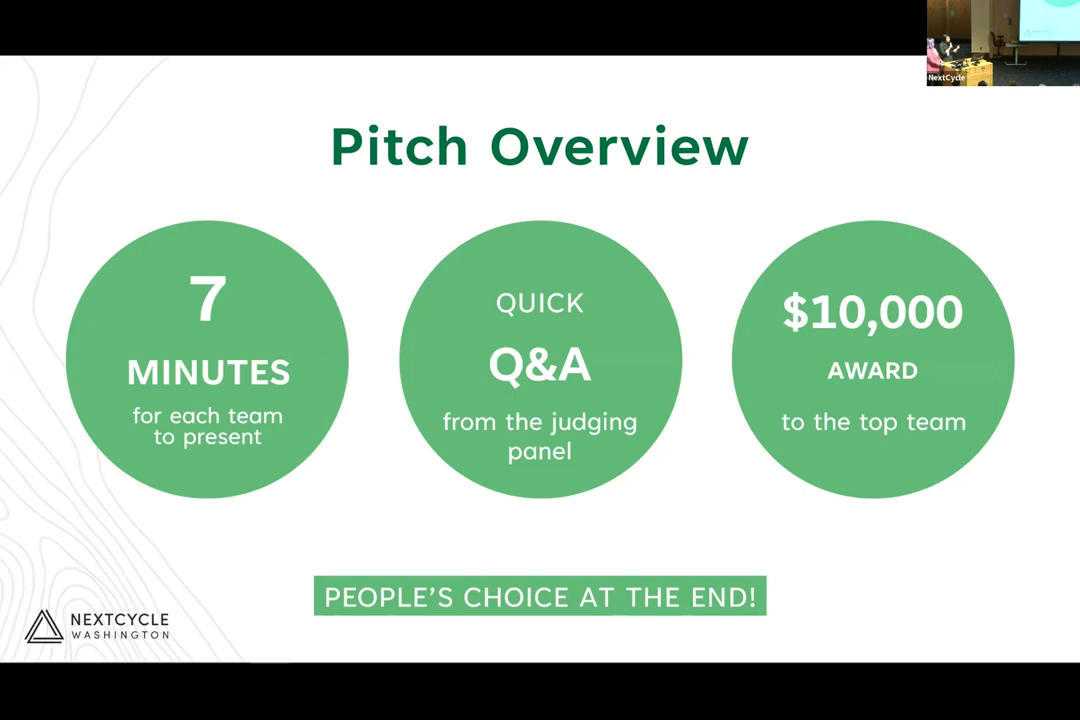 NextCycle
Pitch Overview
7
MINUTES
for each team
to present
QUICK
Q&A
from the judging
panel
$10,000
AWARD
to the top team
PEOPLE'S CHOICE AT THE END!
NEXTCYCLE
WASHINGTON